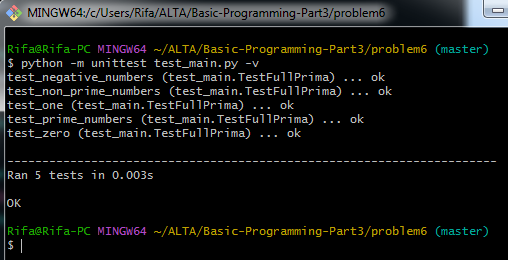 MINGW64:/c/Users/Rifa/ALTA/Basic-Programming-Part3/problem6
Rifa@Rifa-PC MINGW64 ~/ALTA/Basic-Programming-Part3/problem6 (master)
$ python -m unittest test_main.py -v
test_negative_numbers (test_main.TestFullPrima) ... ok
test_non_prime_numbers (test_main.TestFullPrima) ... ok
test_one (test_main.TestFullPrima) ... ok
test_prime_numbers (test_main.TestFullPrima) ... ok
test_zero (test_main.TestFullPrima) ... ok
----------------------------------------------------------------------
Ran 5 tests in 0.003s
OK
Rifa@Rifa-PC MINGW64 ~/ALTA/Basic-Programming-Part3/problem6 (master)
$